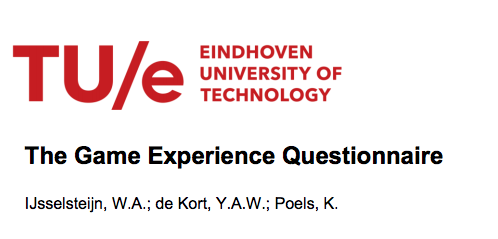 TU/e EINDHOVEN
UNIVERSITY OF
TECHNOLOGY
The Game Experience Questionnaire
IJsselsteijn, W.A.; de Kort, Y.A.W.; Poels, K.